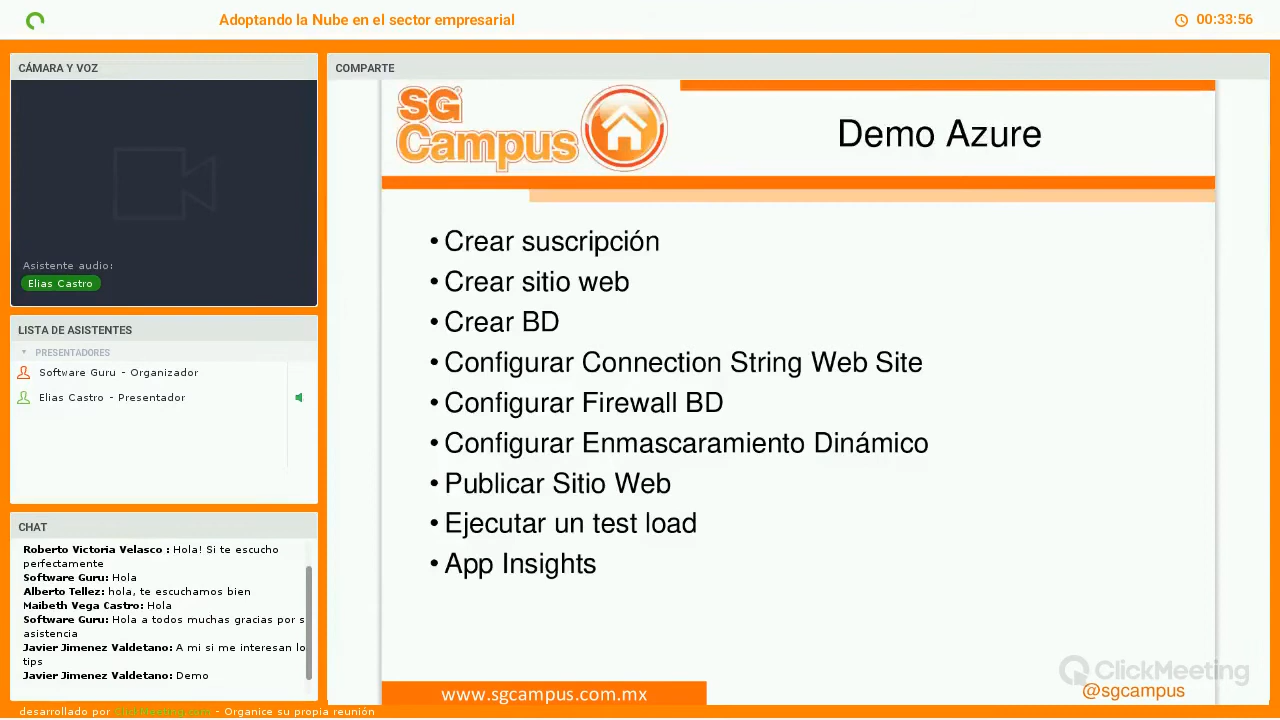 Adoptando la Nube en el sector empresarial
00:33:56
CÁMARA Y VOZ
Asistente audio:
Elias Castro
LISTA DE ASISTENTES
PRESENTADORES
Software Guru - Organizador
Elias Castro - Presentador
CHAT
Roberto Victoria Velasco : Hola! Si te escucho
perfectamente
Software Guru: Hola
Alberto Tellez: hola, te escuchamos bien
Maibeth Vega Castro: Hola
Software Guru: Hola a todos muchas gracias por s
asistencia
Javier Jimenez Valdetano: A mi si me interesan lo
tips
Javier Jimenez Valdetano: Demo
desarrollado por ClickMeeting.com - Organice su propia reunión
COMPARTE
SG
Campus
Demo Azure
• Crear suscripción
• Crear sitio web
• Crear BD
• Configurar Connection String Web Site
• Configurar Firewall BD
• Configurar Enmascaramiento Dinámico
• Publicar Sitio Web
• Ejecutar un test load
• App Insights
www.sgcampus.com.mx
ClickMeeting
@sgcampus